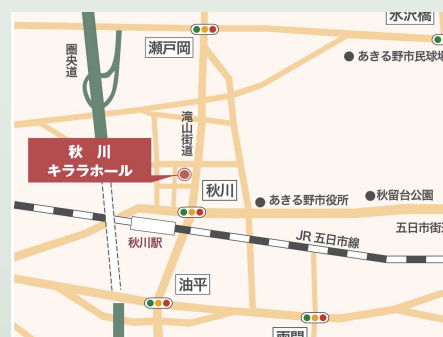 氷沢橋
瀬戸岡
圏央道
あきる野市民球場
滝山街道
秋川
キララホール
秋川
あきる野市役所
秋留台公園
五日市街道
秋川駅
JR 五日市線
油平
雨間